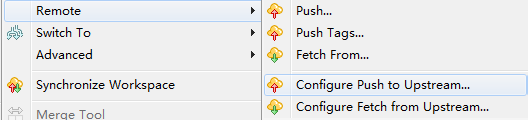 Remote
Switch To
Advanced
Synchronize Workspace
Merge Tool
Push...
Push Tags...
Fetch From...
Configure Push to Upstream...
Configure Fetch from Upstream...